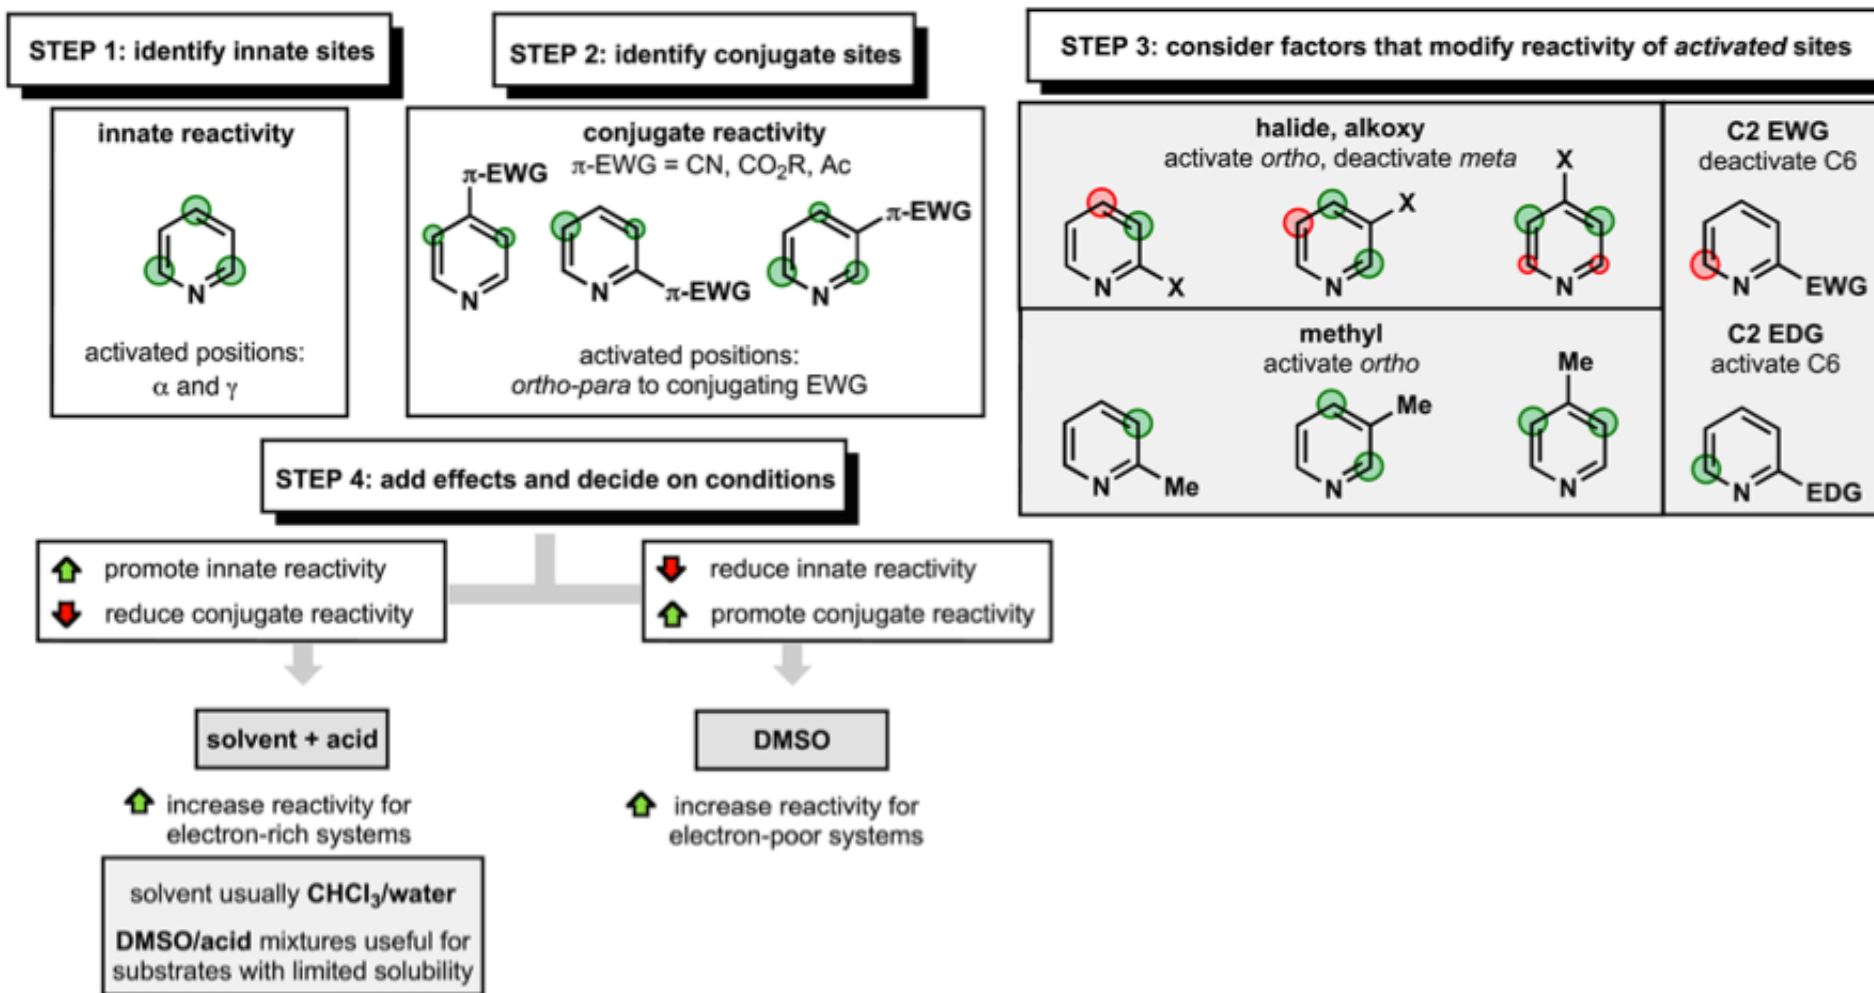 STEP 1: identify innate sites
innate reactivity
N
activated positions:
α and γ
STEP 2: identify conjugate sites
conjugate reactivity
π-EWG = CN, CO₂R, Ac
π-EWG
N
N
π-EWG
π-EWG
N
activated positions:
ortho-para to conjugating EWG
STEP 3: consider factors that modify reactivity of activated sites
halide, alkoxy
activate ortho, deactivate meta
N
X
X
N
X
N
methyl
activate ortho
N
Me
Me
N
Me
N
C2 EWG
deactivate C6
N
EWG
C2 EDG
activate C6
N
EDG
STEP 4: add effects and decide on conditions
promote innate reactivity
reduce conjugate reactivity
reduce innate reactivity
promote conjugate reactivity
solvent + acid
increase reactivity for
electron-rich systems
solvent usually CHCl₃/water
DMSO/acid mixtures useful for
substrates with limited solubility
DMSO
increase reactivity for
electron-poor systems